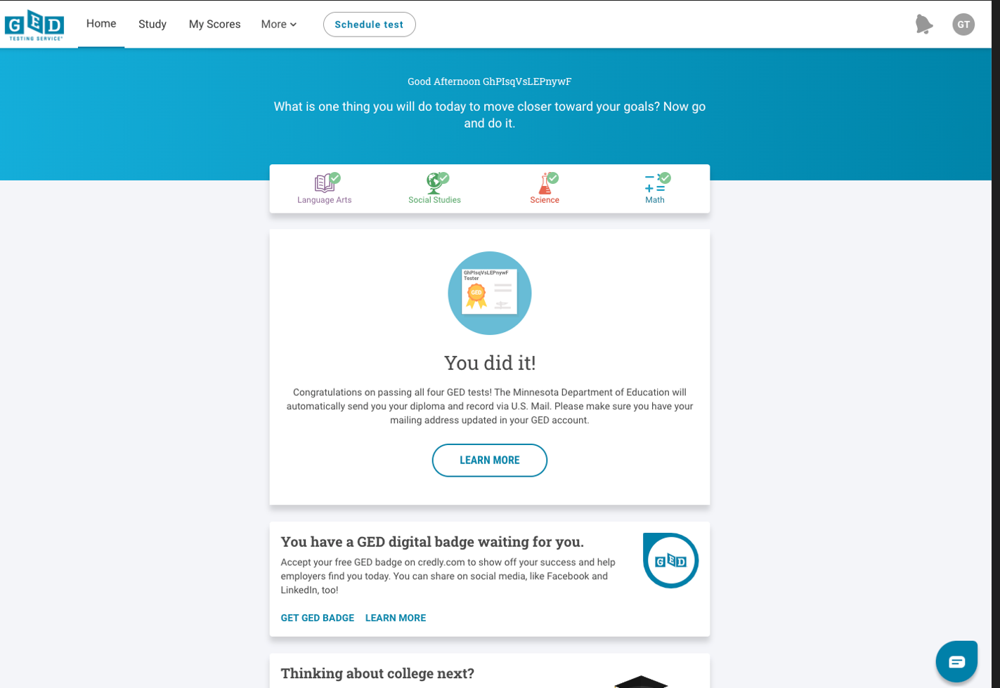 GED
TESTING SERVICE®
Home
Study
My Scores
More
Schedule test
GT
Good Afternoon GhPIsqVsLEPnywF
What is one thing you will do today to move closer toward your goals? Now go
and do it.
Language Arts
Social Studies
Science
Math
GhPIsqVsLEPnywF
Tester
GED
You did it!
Congratulations on passing all four GED tests! The Minnesota Department of Education will
automatically send you your diploma and record via U.S. Mail. Please make sure you have your
mailing address updated in your GED account.
LEARN MORE
You have a GED digital badge waiting for you.
Accept your free GED badge on credly.com to show off your success and help
employers find you today. You can share on social media, like Facebook and
LinkedIn, too!
GED
GET GED BADGE LEARN MORE
Thinking about college next?